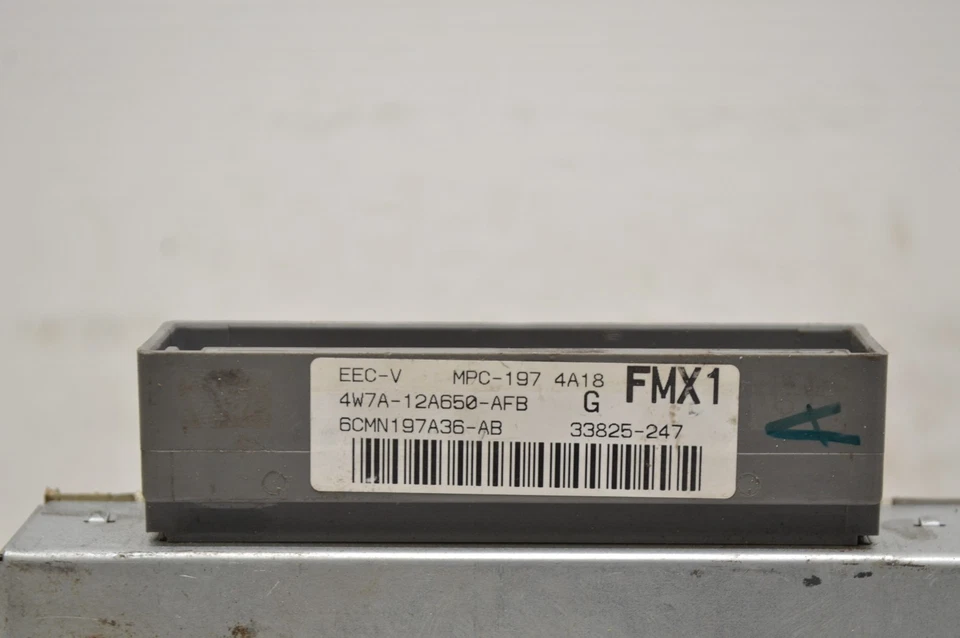 EEC-V MPC-197 4A18 FMX1
4W7A-12A650-AFB G
6CMN197A36-AB 33825-247
A